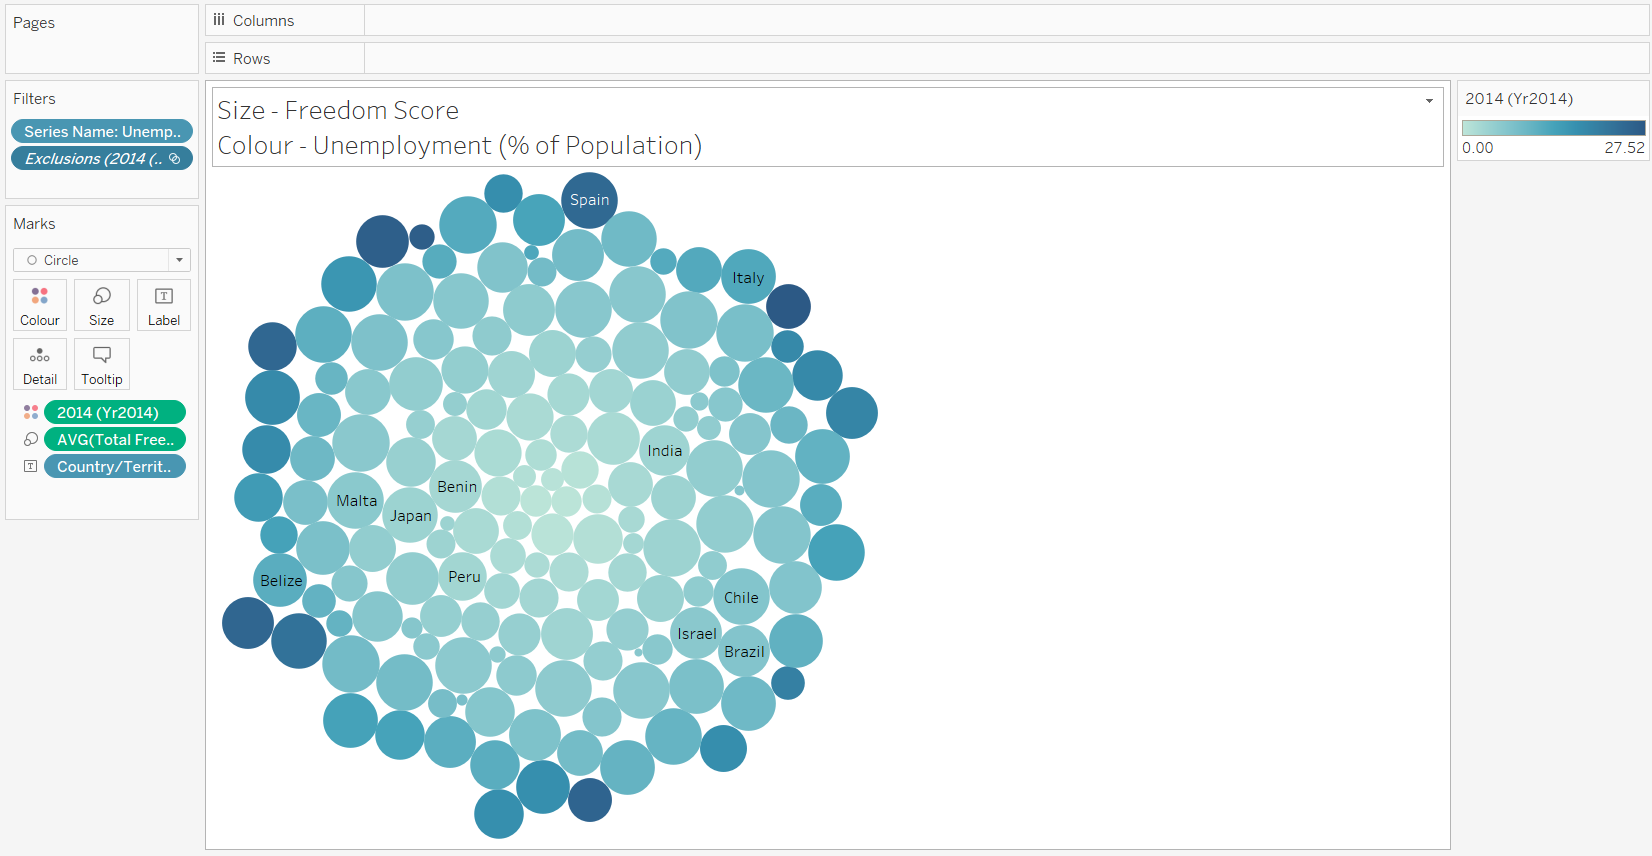 Pages
Columns
Rows
Filters
Series Name: Unemp..
Exclusions (2014 (..
Marks
Circle
Colour
Size
Label
T
Detail
Tooltip
2014 (Yr2014)
AVG(Total Free..
T
Country/Territ..
Size - Freedom Score
Colour - Unemployment (% of Population)
2014 (Yr2014)
0.00
27.52
Spain
Italy
India
Benin
Malta
Japan
Peru
Belize
Chile
Israel
Brazil